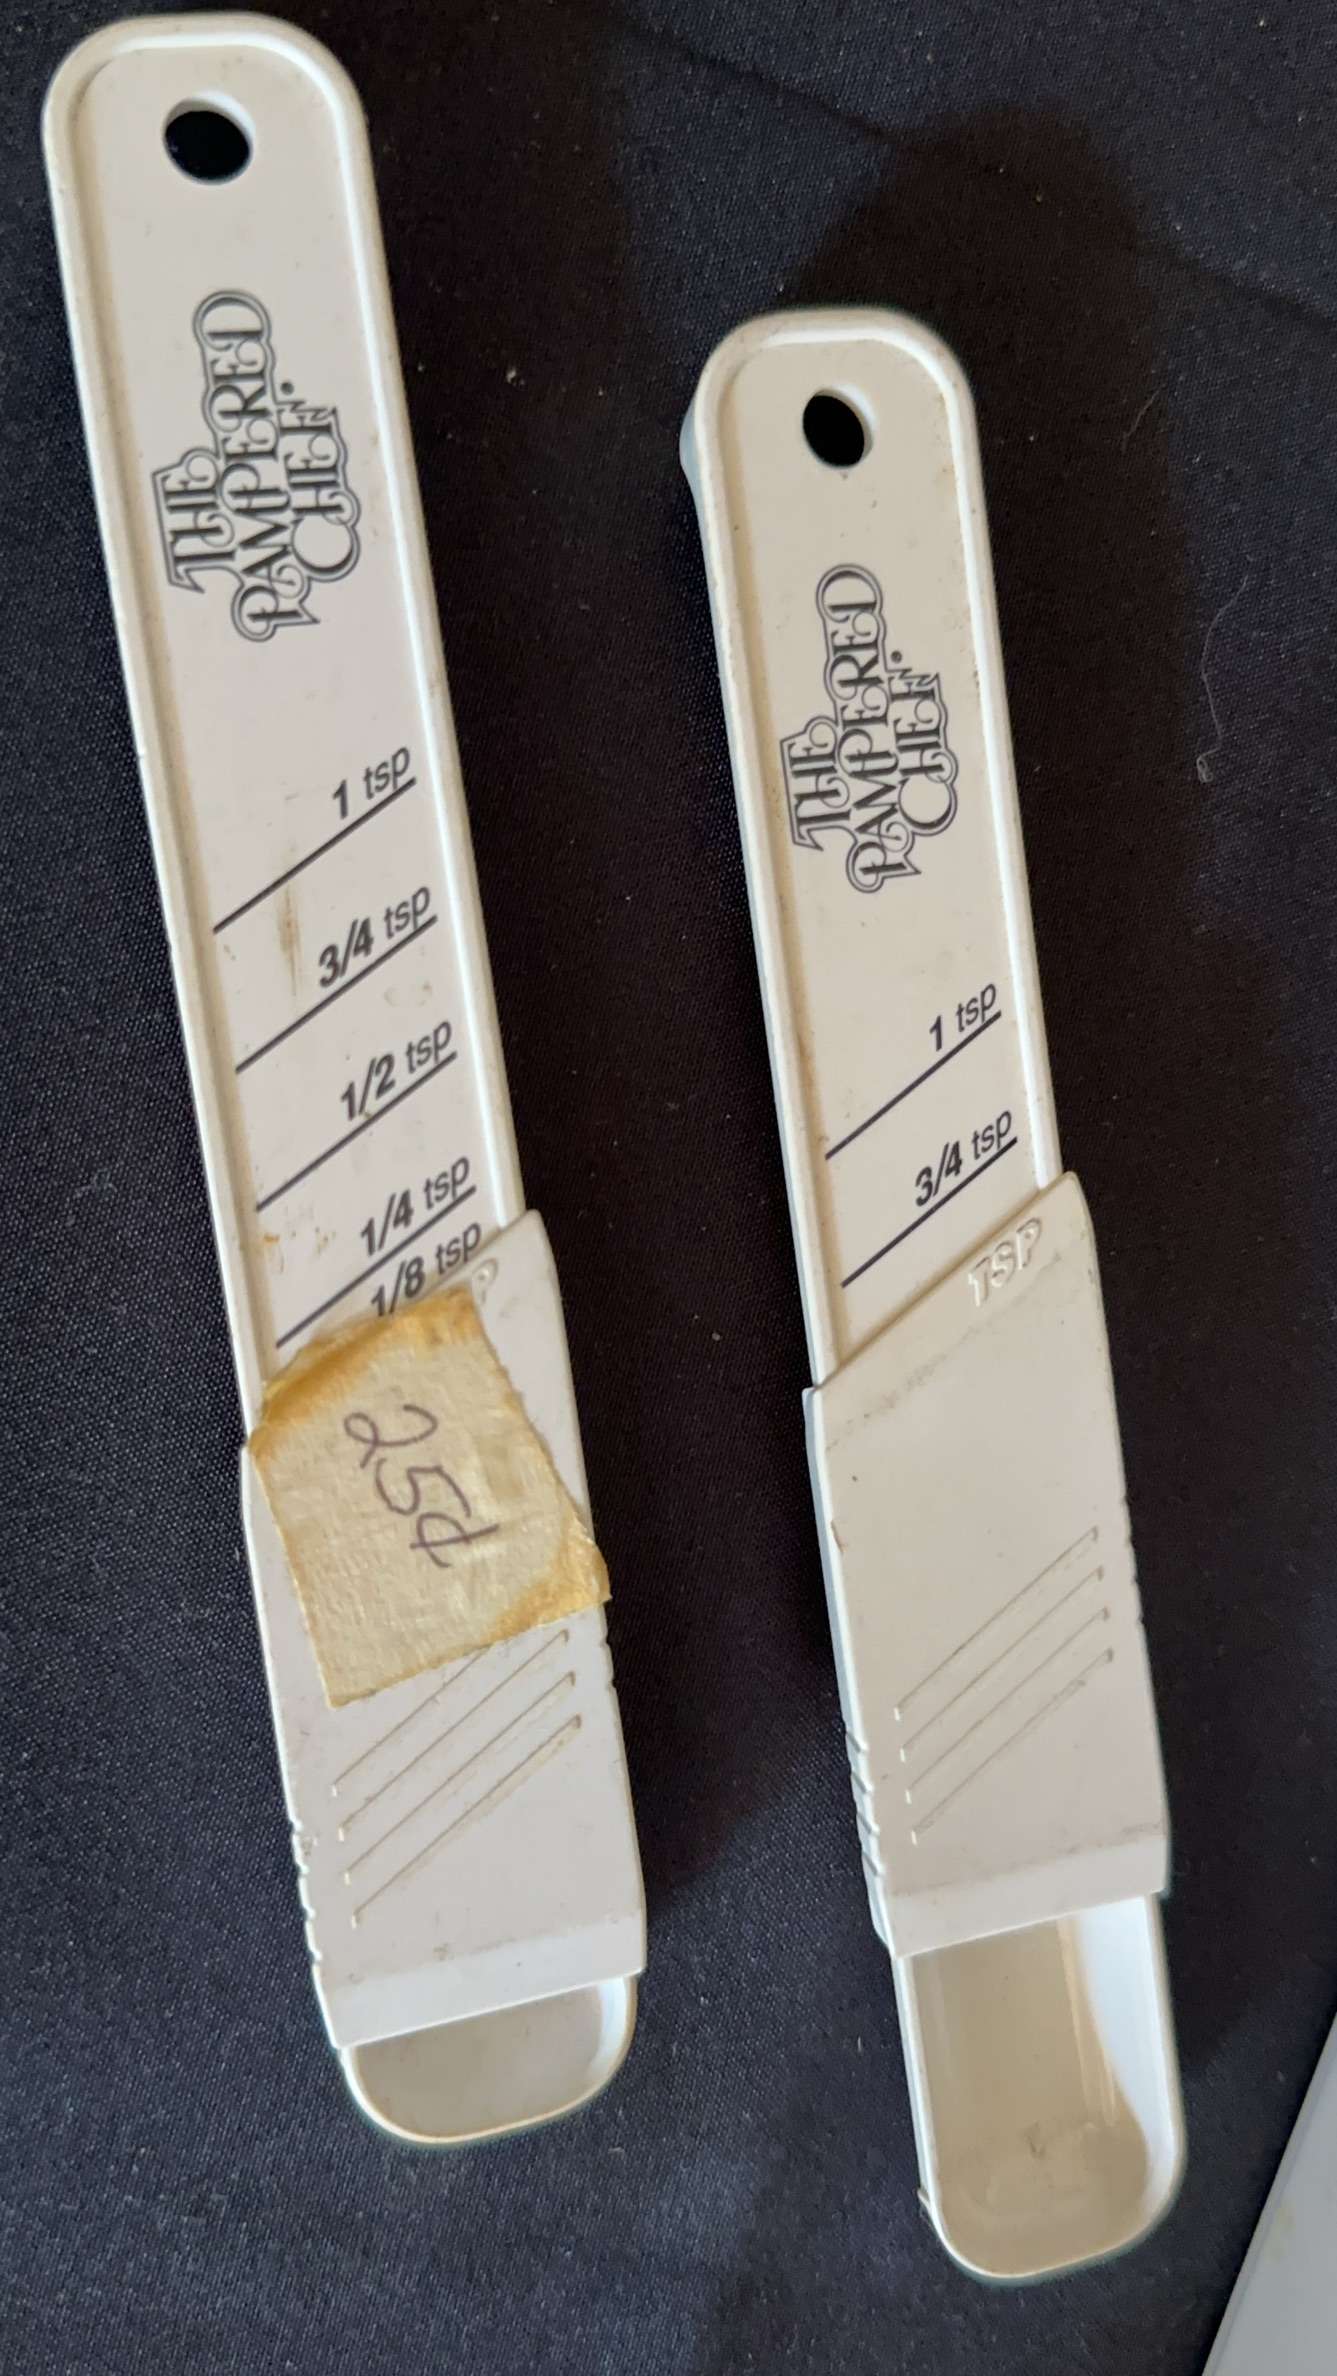 THE
PAMPERED
CHEF®
1 tsp
3/4 tsp
1/2 tsp
1/4 tsp
1/8 tsp
P
25¢
THE
PAMPERED
CHEF®
1 tsp
3/4 tsp
TSP